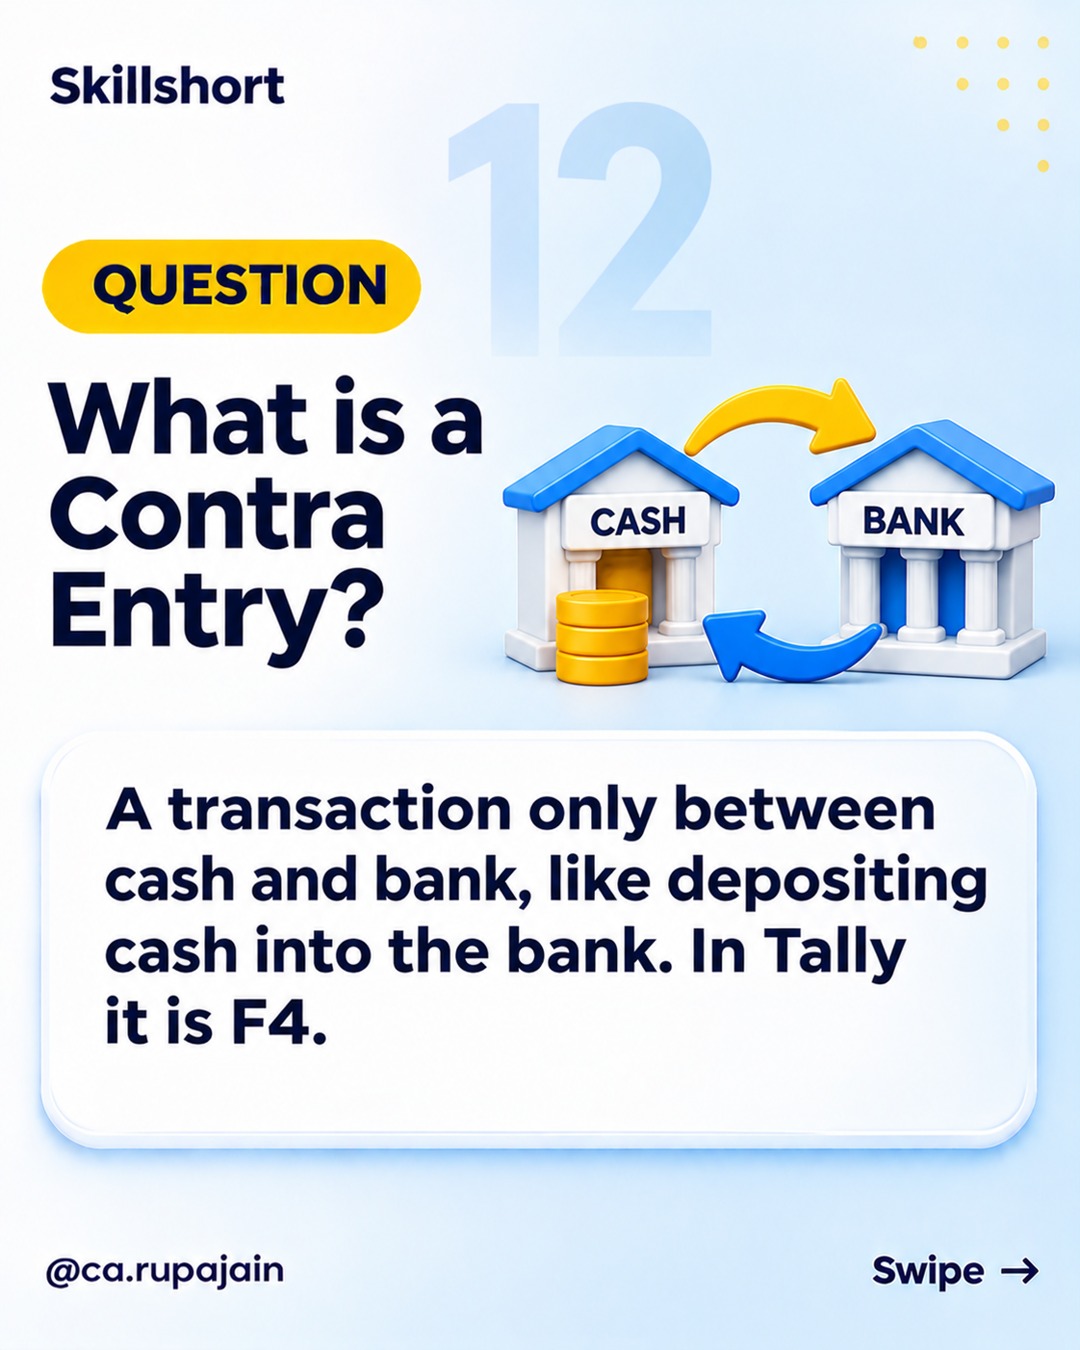 Skillshort
12
QUESTION
What is a
Contra
Entry?
CASH
BANK
A transaction only between
cash and bank, like depositing
cash into the bank. In Tally
it is F4.
@ca.rupajain
Swipe →